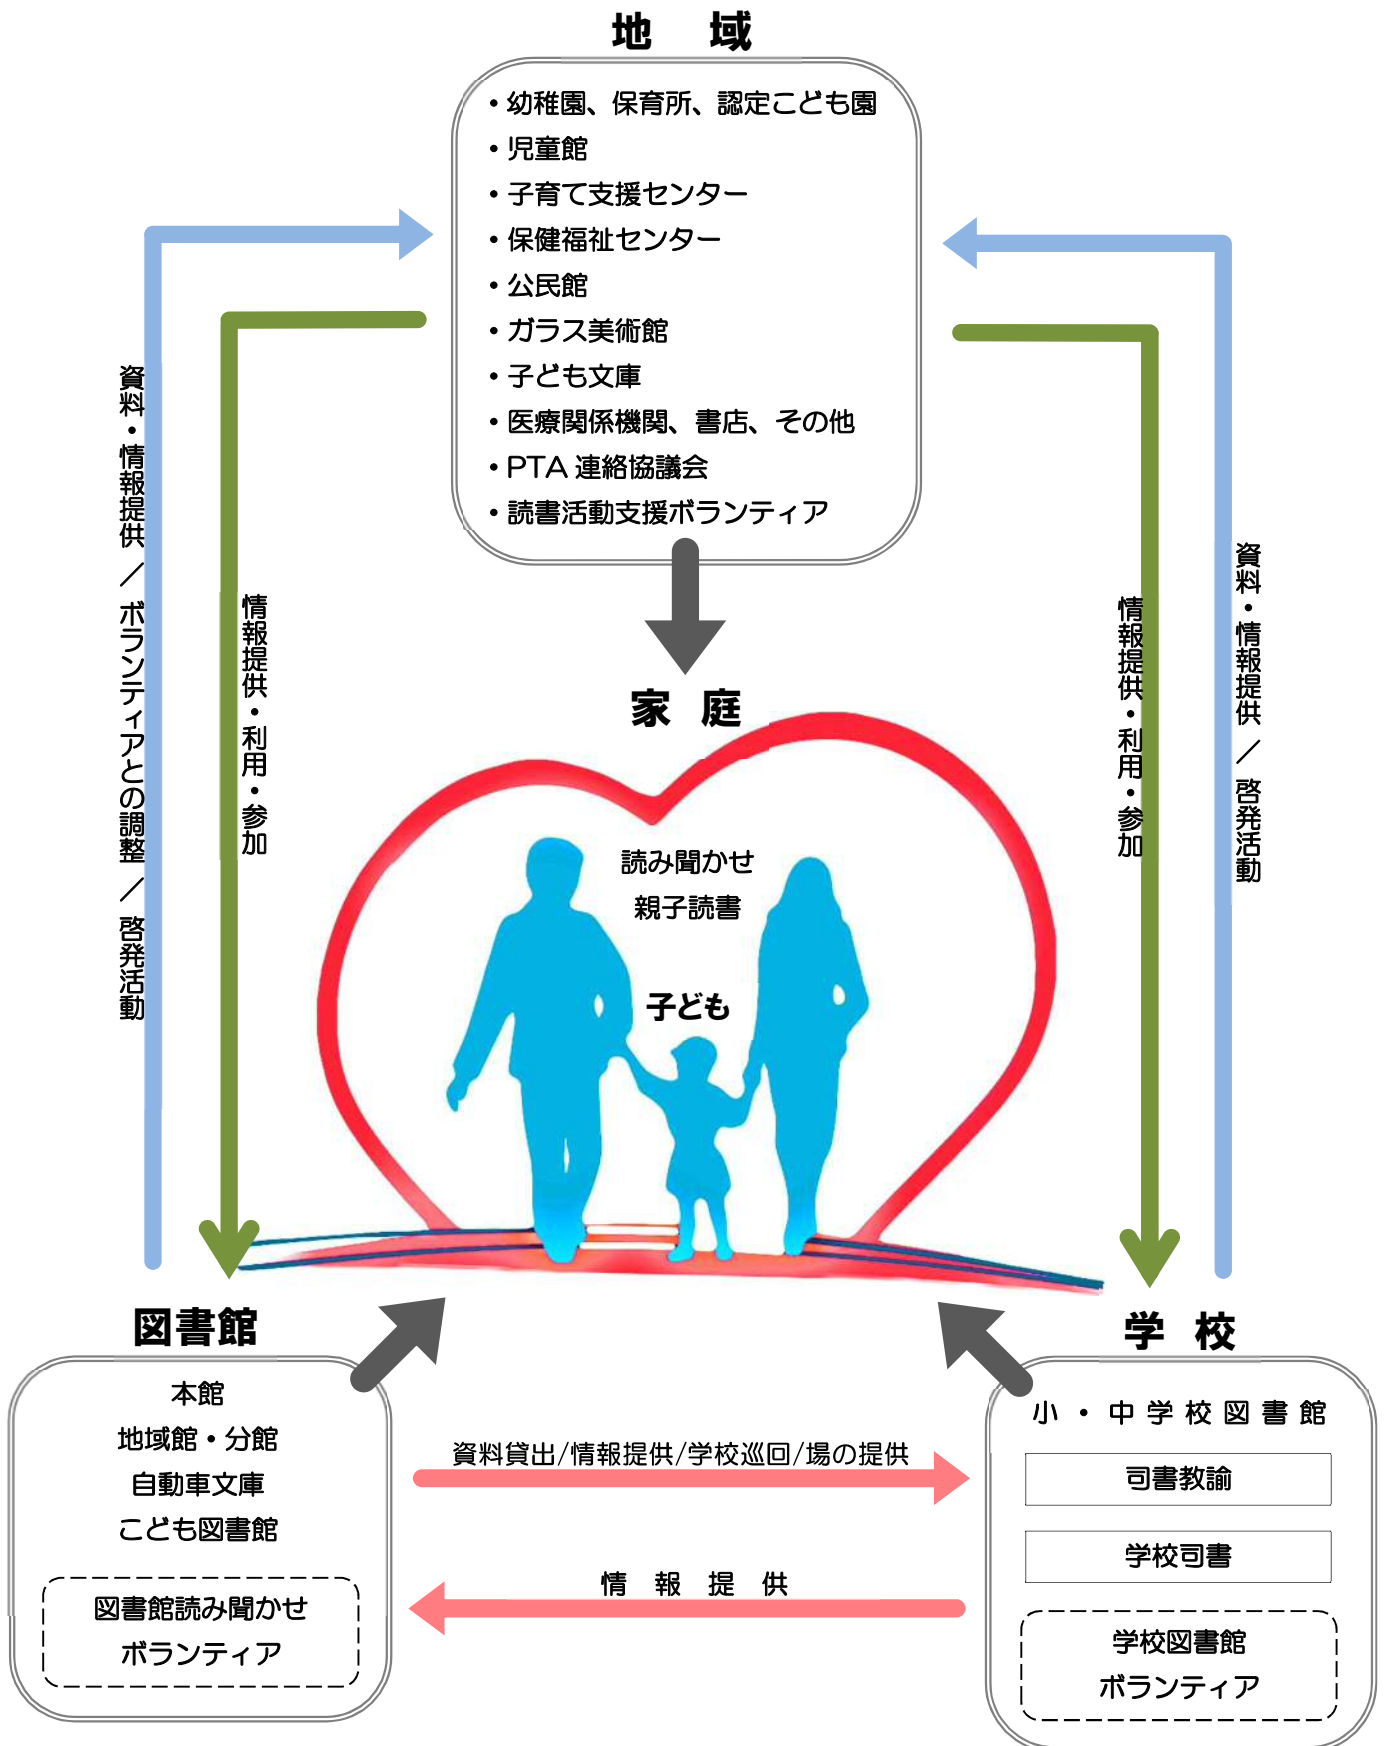 地　域
・幼稚園、保育所、認定こども園
・児童館
・子育て支援センター
・保健福祉センター
・公民館
・ガラス美術館
・子ども文庫
・医療関係機関、書店、その他
・PTA 連絡協議会
・読書活動支援ボランティア
資料・情報提供／ボランティアとの調整／啓発活動
情報提供・利用・参加
情報提供・利用・参加
資料・情報提供／啓発活動
家 庭
読み聞かせ
親子読書
子ども
図書館
本館
地域館・分館
自動車文庫
こども図書館
図書館読み聞かせ
ボランティア
資料貸出/情報提供/学校巡回/場の提供
情 報 提 供
学 校
小 ・ 中 学 校 図 書 館
司書教諭
学校司書
学校図書館
ボランティア